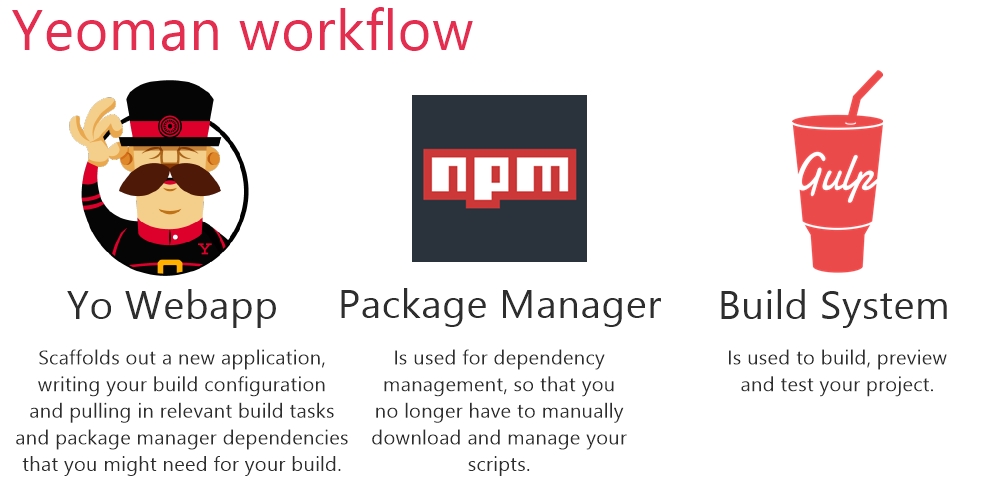 Yeoman workflow
Y
npm
Gulp
Yo Webapp
Package Manager
Build System
Scaffolds out a new application,
writing your build configuration
and pulling in relevant build tasks
and package manager dependencies
that you might need for your build.
Is used for dependency
management, so that you
no longer have to manually
download and manage your
scripts.
Is used to build, preview
and test your project.